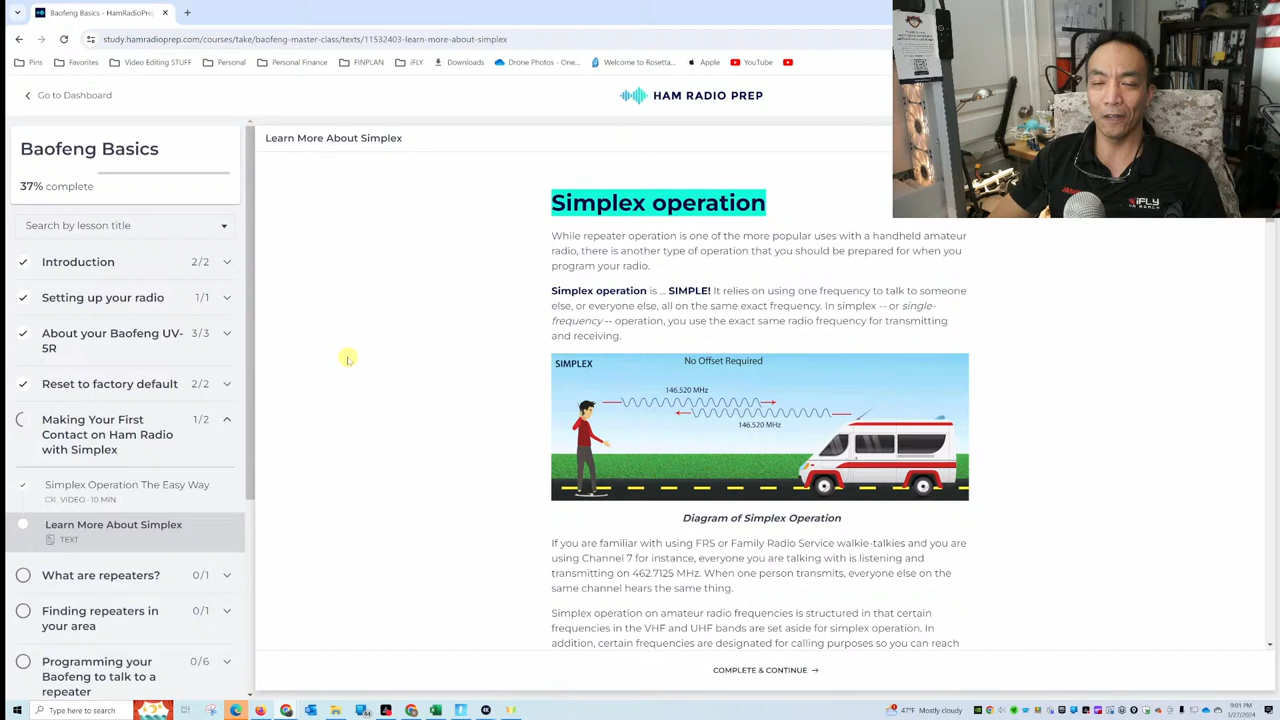 Baofeng Basics - HamRadioPrep
study.hamradioprep.com/courses/take/baofeng-master-class/texts/11532403-learn-more-about-simplex
Pins
Favorites
Video Editing STUFF
Personal
Personal Finance
FINRAM
iFLY
Downloads
Drone Photos - One...
Welcome to Rosetta...
Apple
YouTube
Go to Dashboard
HAM RADIO PREP
Baofeng Basics
37% complete
Search by lesson title
Introduction 2/2
Setting up your radio 1/1
About your Baofeng UV-
5R 3/3
Reset to factory default 2/2
Making Your First
Contact on Ham Radio
with Simplex 1/2
Simplex Operation The Easy Way
VIDEO · 10 MIN
Learn More About Simplex
TEXT
What are repeaters? 0/1
Finding repeaters in
your area 0/1
Programming your
Baofeng to talk to a
repeater 0/6
Learn More About Simplex
Simplex operation
While repeater operation is one of the more popular uses with a handheld amateur
radio, there is another type of operation that you should be prepared for when you
program your radio.
Simplex operation is ... SIMPLE! It relies on using one frequency to talk to someone
else, or everyone else, all on the same exact frequency. In simplex -- or single-
frequency -- operation, you use the exact same radio frequency for transmitting
and receiving.
SIMPLEX
No Offset Required
146.520 MHz
146.520 MHz
Diagram of Simplex Operation
If you are familiar with using FRS or Family Radio Service walkie-talkies and you are
using Channel 7 for instance, everyone you are talking with is listening and
transmitting on 462.7125 MHz. When one person transmits, everyone else on the
same channel hears the same thing.
Simplex operation on amateur radio frequencies is structured in that certain
frequencies in the VHF and UHF bands are set aside for simplex operation. In
addition, certain frequencies are designated for calling purposes so you can reach
COMPLETE & CONTINUE →
iFLY
Type here to search
47°F Mostly cloudy
9:01 PM
3/27/2024